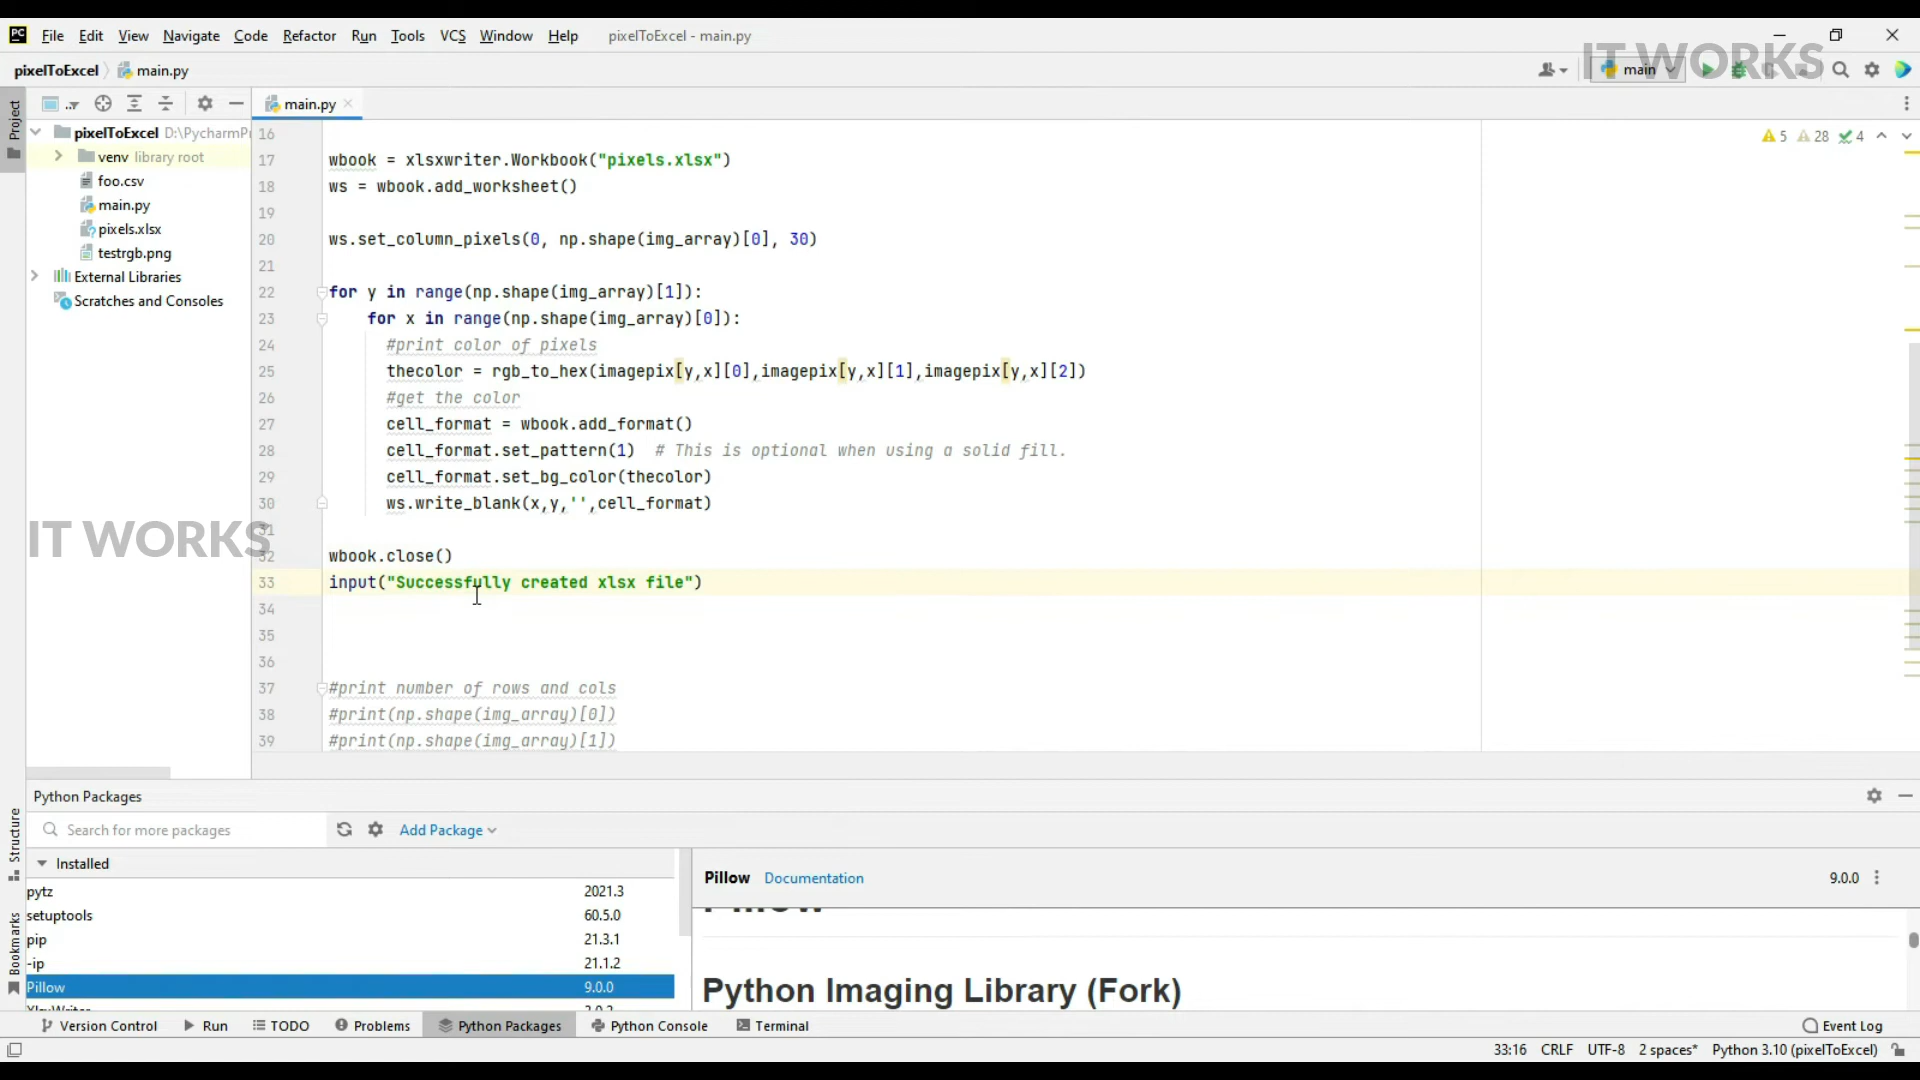 PC File Edit View Navigate Code Refactor Run Tools VCS Window Help pixelToExcel - main.py
IT WORKS
pixelToExcel main.py
main
main.py
Project
pixelToExcel D:\PycharmPr
venv library root
foo.csv
main.py
pixels.xlsx
testrgb.png
External Libraries
Scratches and Consoles
5 28 4
16
17 wbook = xlsxwriter.Workbook("pixels.xlsx")
18 ws = wbook.add_worksheet()
19
20 ws.set_column_pixels(0, np.shape(img_array)[0], 30)
21
22 for y in range(np.shape(img_array)[1]):
23 for x in range(np.shape(img_array)[0]):
24 #print color of pixels
25 thecolor = rgb_to_hex(imagepix[y,x][0],imagepix[y,x][1],imagepix[y,x][2])
26 #get the color
27 cell_format = wbook.add_format()
28 cell_format.set_pattern(1)  # This is optional when using a solid fill.
29 cell_format.set_bg_color(thecolor)
30 ws.write_blank(x,y,'',cell_format)
31
IT WORKS
32 wbook.close()
33 input("Successfully created xlsx file")
34
35
36
37 #print number of rows and cols
38 #print(np.shape(img_array)[0])
39 #print(np.shape(img_array)[1])
Python Packages
Search for more packages Add Package
Structure
Bookmarks
Installed
pytz 2021.3
setuptools 60.5.0
pip 21.3.1
-ip 21.1.2
Pillow 9.0.0
Pillow Documentation 9.0.0
Pillow
Python Imaging Library (Fork)
Version Control Run TODO Problems Python Packages Python Console Terminal Event Log
33:16 CRLF UTF-8 2 spaces* Python 3.10 (pixelToExcel)